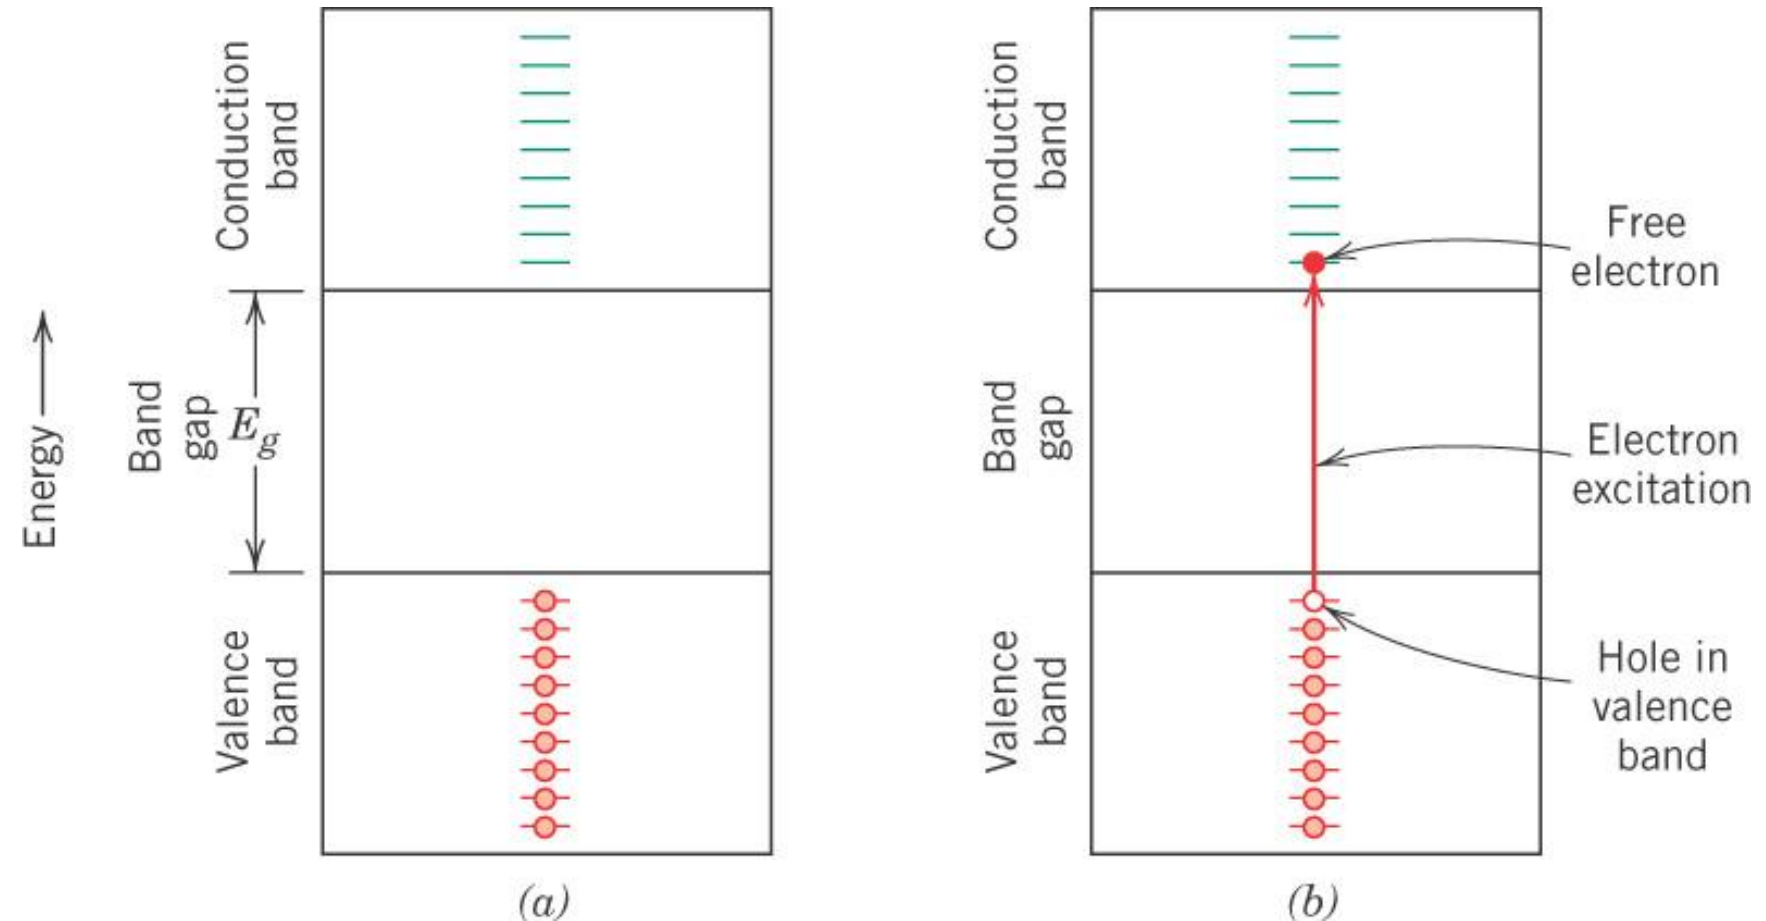 Energy
Conduction
band
Band
gap
E_g
Valence
band
(a)
Conduction
band
Band
gap
Valence
band
Free
electron
Electron
excitation
Hole in
valence
band
(b)